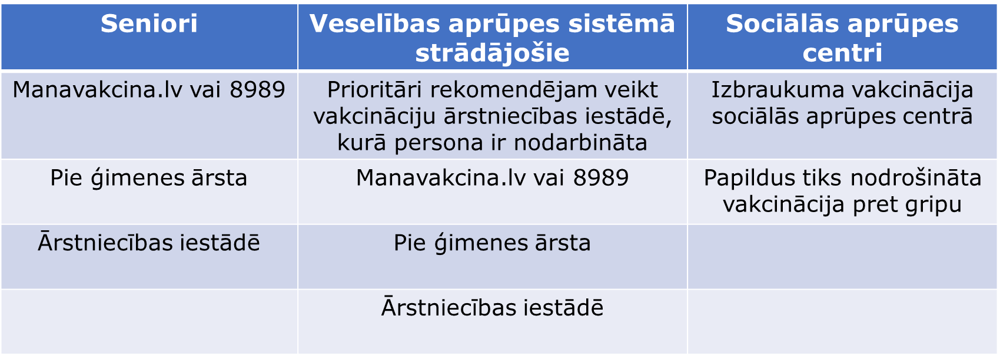 Seniori
Veselības aprūpes sistēmā
strādājošie
Sociālās aprūpes
centri
Manavakcina.lv vai 8989
Prioritāri rekomendējam veikt
vakcināciju ārstniecības iestādē,
kurā persona ir nodarbināta
Izbraukuma vakcinācija
sociālās aprūpes centrā
Pie ģimenes ārsta
Manavakcina.lv vai 8989
Papildus tiks nodrošināta
vakcinācija pret gripu
Ārstniecības iestādē
Pie ģimenes ārsta
Ārstniecības iestādē